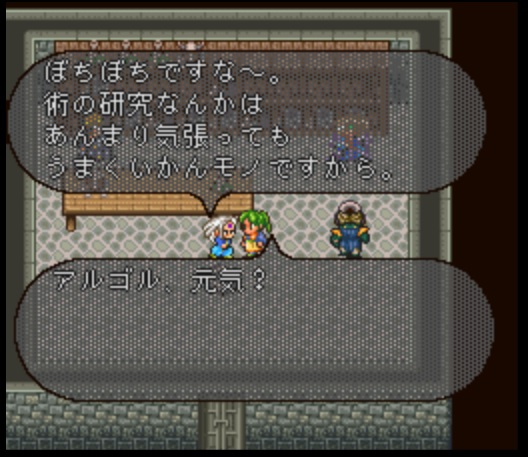 ぼちぼちですな～。
術の研究なんかは
あんまり気張っても
うまくいかんモノですから。
アルゴル、元気？